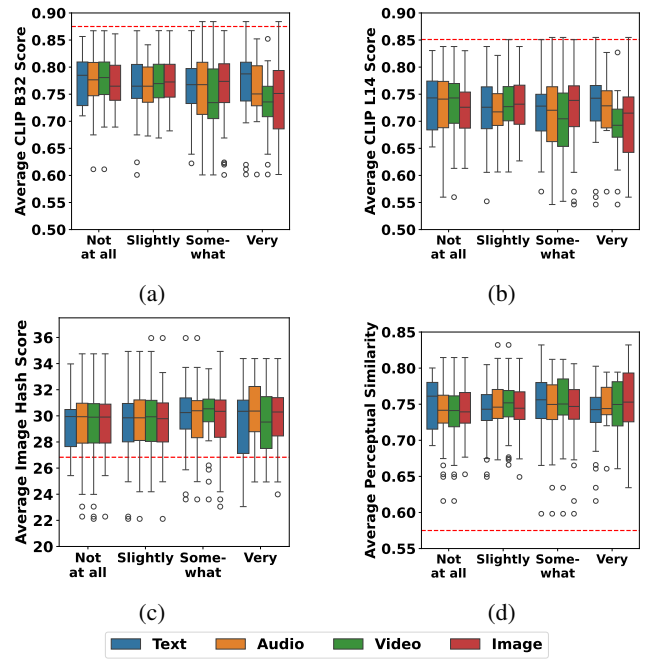 Average CLIP B32 Score
0.90
0.85
0.80
0.75
0.70
0.65
0.60
0.55
0.50
Not at all
Slightly
Some-what
Very
(a)
Average CLIP L14 Score
0.90
0.85
0.80
0.75
0.70
0.65
0.60
0.55
0.50
Not at all
Slightly
Some-what
Very
(b)
Average Image Hash Score
36
34
32
30
28
26
24
22
20
Not at all
Slightly
Some-what
Very
(c)
Average Perceptual Similarity
0.85
0.80
0.75
0.70
0.65
0.60
0.55
Not at all
Slightly
Some-what
Very
(d)
Text Audio Video Image